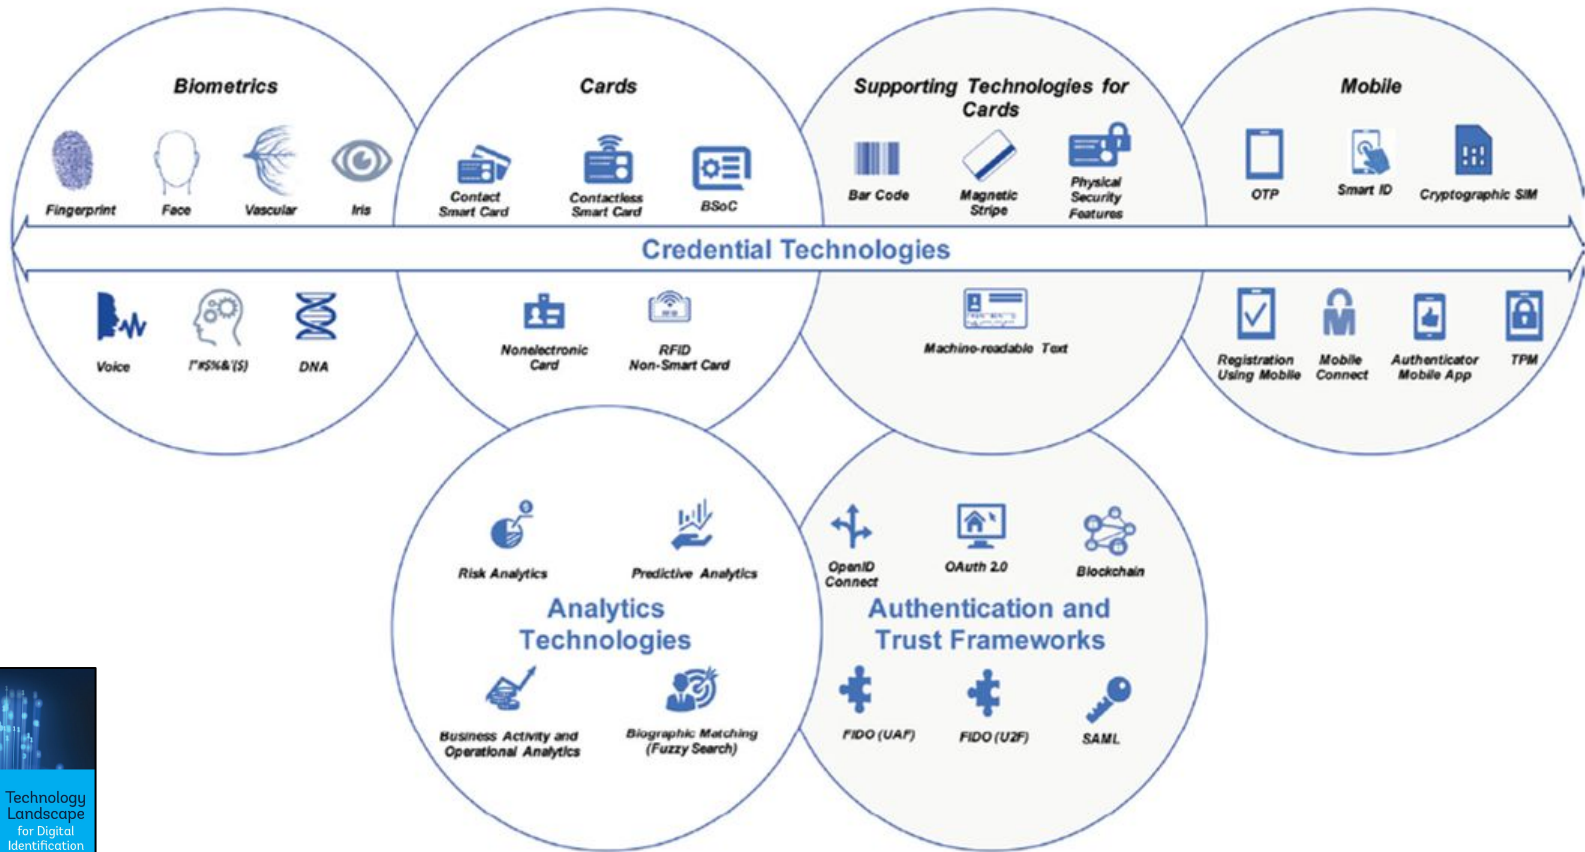 Biometrics
Cards
Supporting Technologies for
Cards
Mobile
Fingerprint
Face
Vascular
Iris
Contact
Smart Card
Contactless
Smart Card
BSoC
Bar Code
Magnetic
Stripe
Physical
Security
Features
OTP
Smart ID
Cryptographic SIM
Credential Technologies
Voice
!"#$%&'($)
DNA
Nonelectronic
Card
RFID
Non-Smart Card
Machine-readable Text
Registration
Using Mobile
Mobile
Connect
Authenticator
Mobile App
TPM
Risk Analytics
Predictive Analytics
Analytics
Technologies
Business Activity and
Operational Analytics
Biographic Matching
(Fuzzy Search)
OpenID
Connect
OAuth 2.0
Blockchain
Authentication and
Trust Frameworks
FIDO (UAF)
FIDO (U2F)
SAML
Technology
Landscape
for Digital
Identification